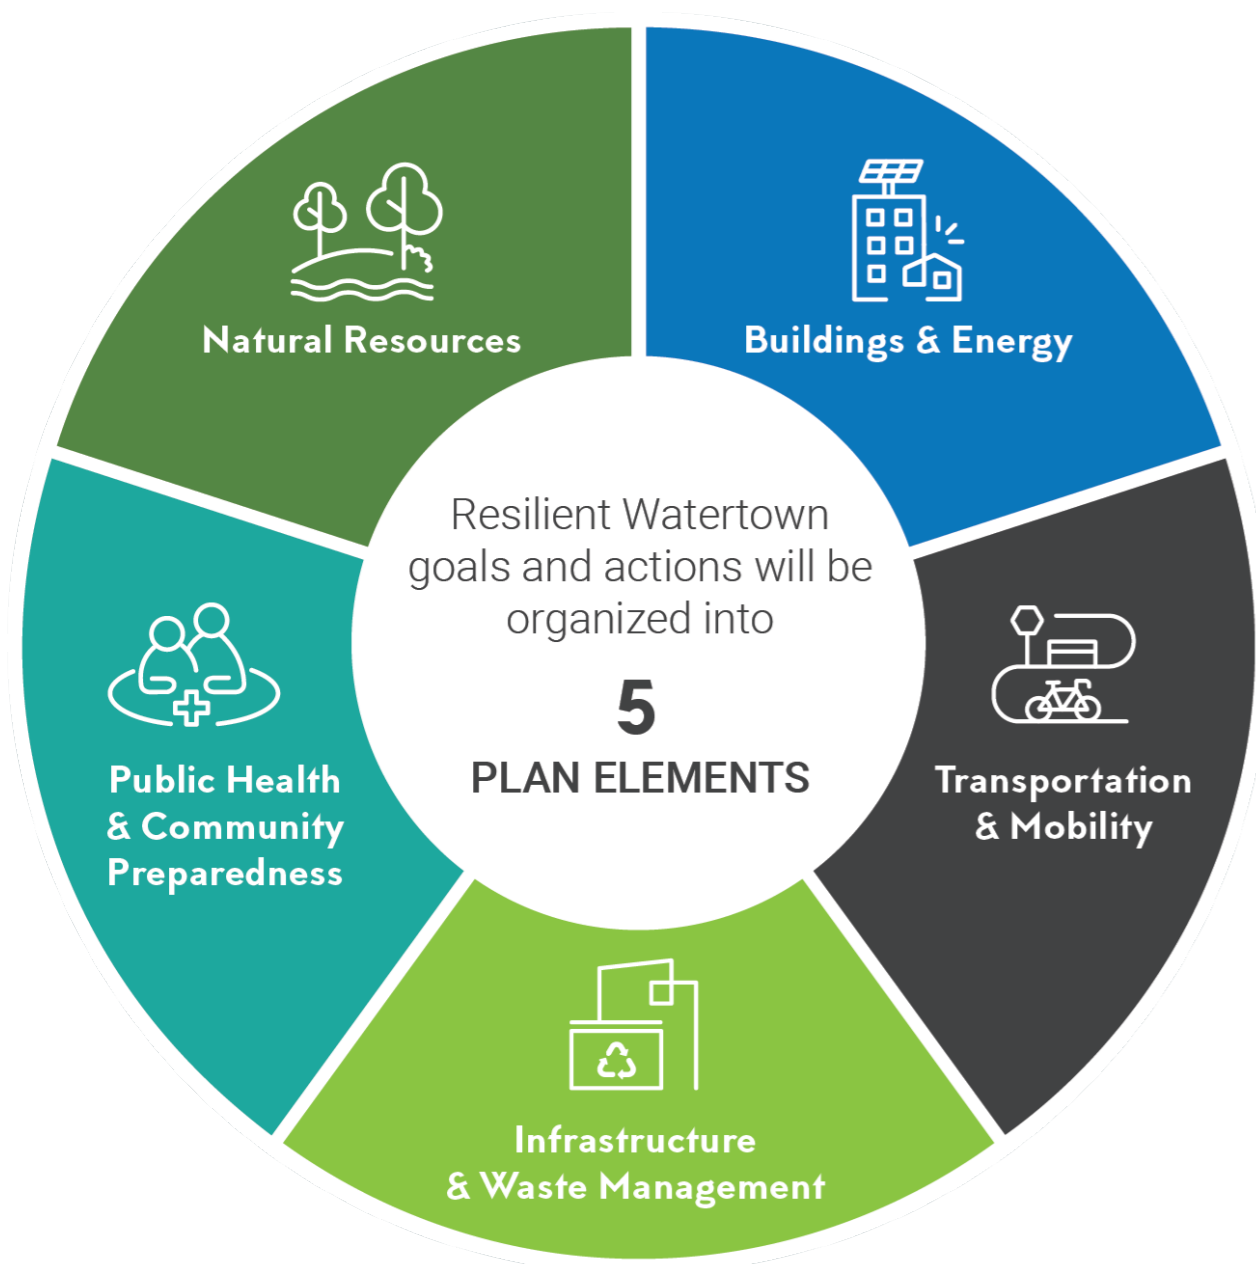 Natural Resources
Buildings & Energy
Resilient Watertown
goals and actions will be
organized into
5
PLAN ELEMENTS
Public Health
& Community
Preparedness
Transportation
& Mobility
Infrastructure
& Waste Management